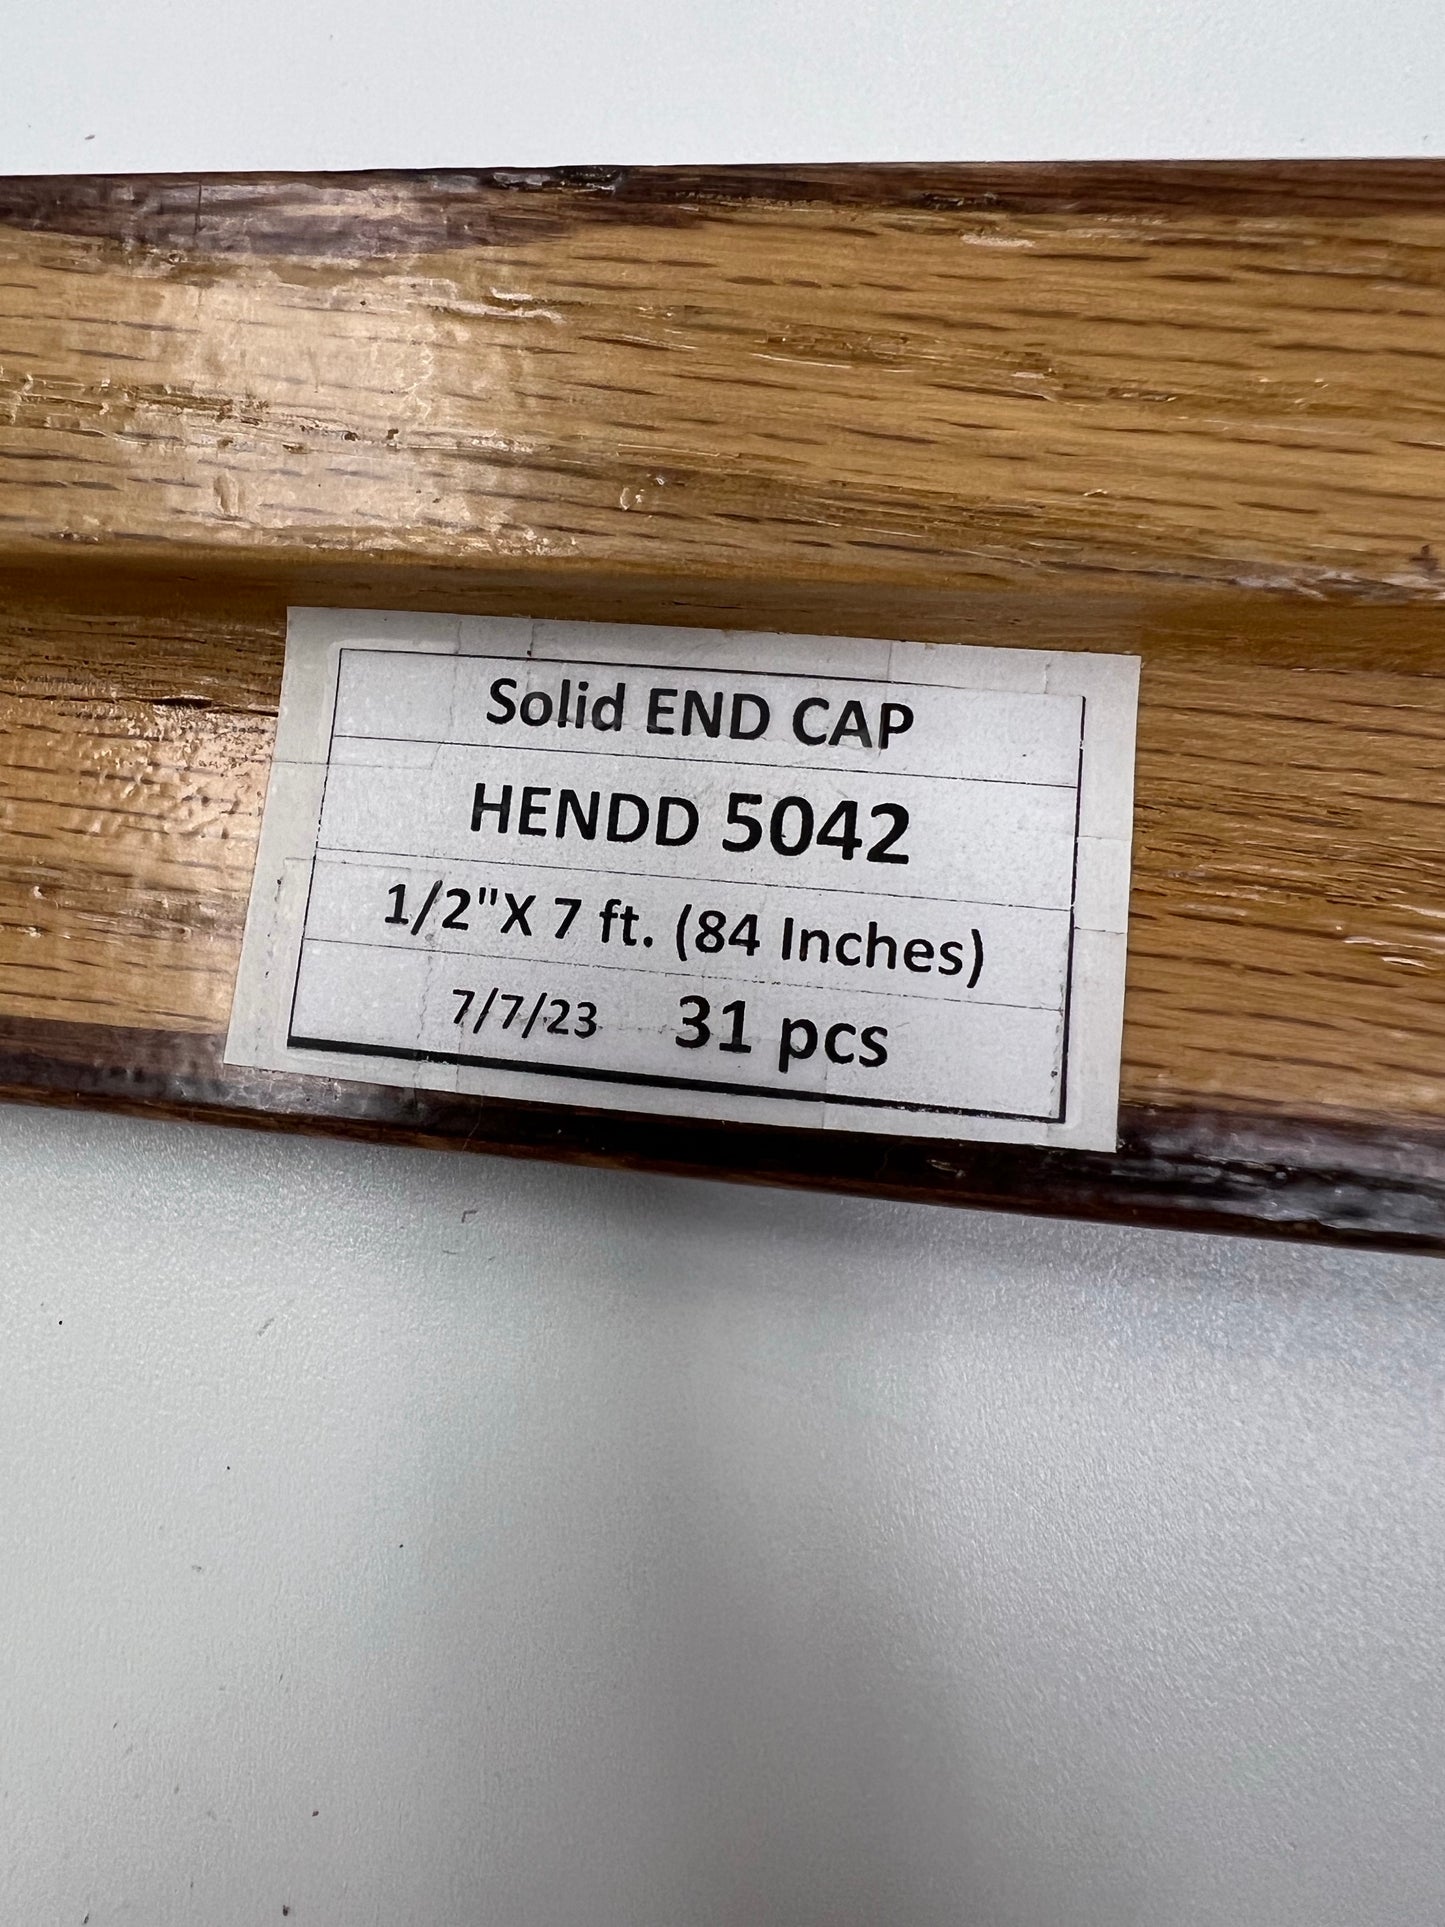 Solid END CAP
HENDD 5042
1/2"X 7 ft. (84 Inches)
7/7/23 31 pcs